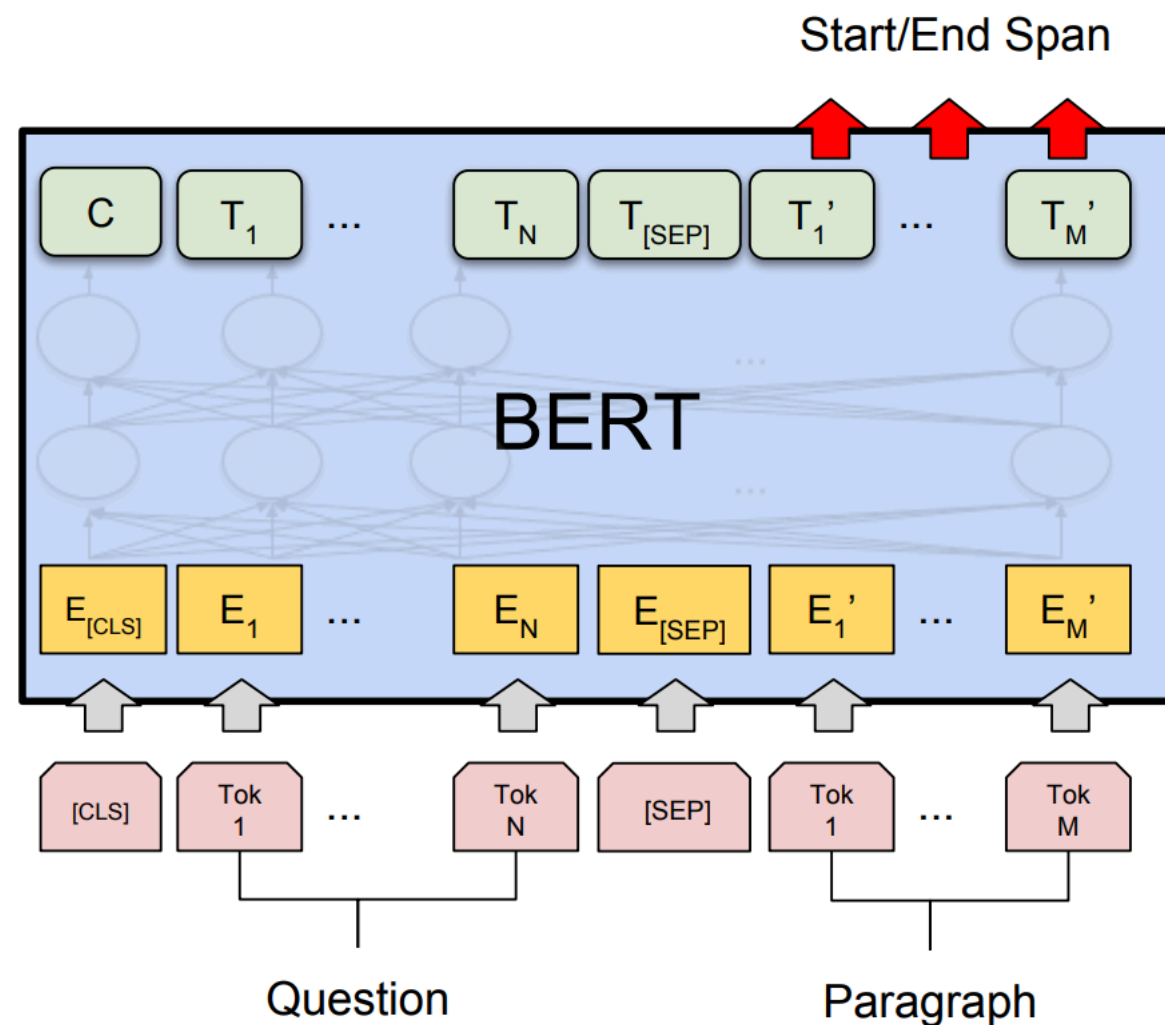 Start/End Span
C T1 ... TN T[SEP] T1' ... TM'
...
BERT
...
E[CLS] E1 ... EN E[SEP] E1' ... EM'
[CLS] Tok 1 ... Tok N [SEP] Tok 1 ... Tok M
Question Paragraph